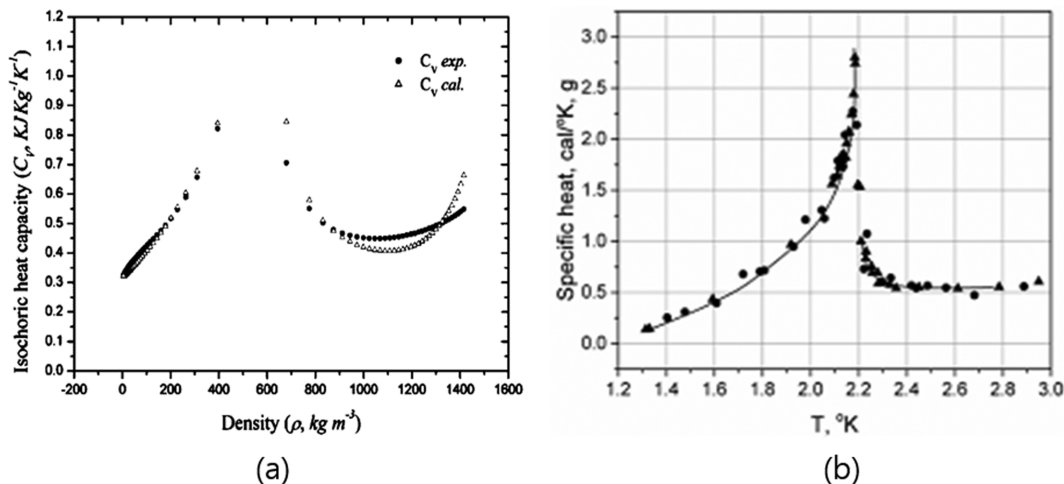 1.2
1.1
1.0
0.9
0.8
0.7
0.6
0.5
0.4
0.3
0.2
0.1
0.0
-200 0 200 400 600 800 1000 1200 1400 1600
Isochoric heat capacity (Cv, KJ Kg-1 K-1)
Density (ρ, kg m-3)
Cv exp.
Cv cal.
(a)
3.0
2.5
2.0
1.5
1.0
0.5
0.0
1.2 1.4 1.6 1.8 2.0 2.2 2.4 2.6 2.8 3.0
Specific heat, cal/°K, g
T, °K
(b)